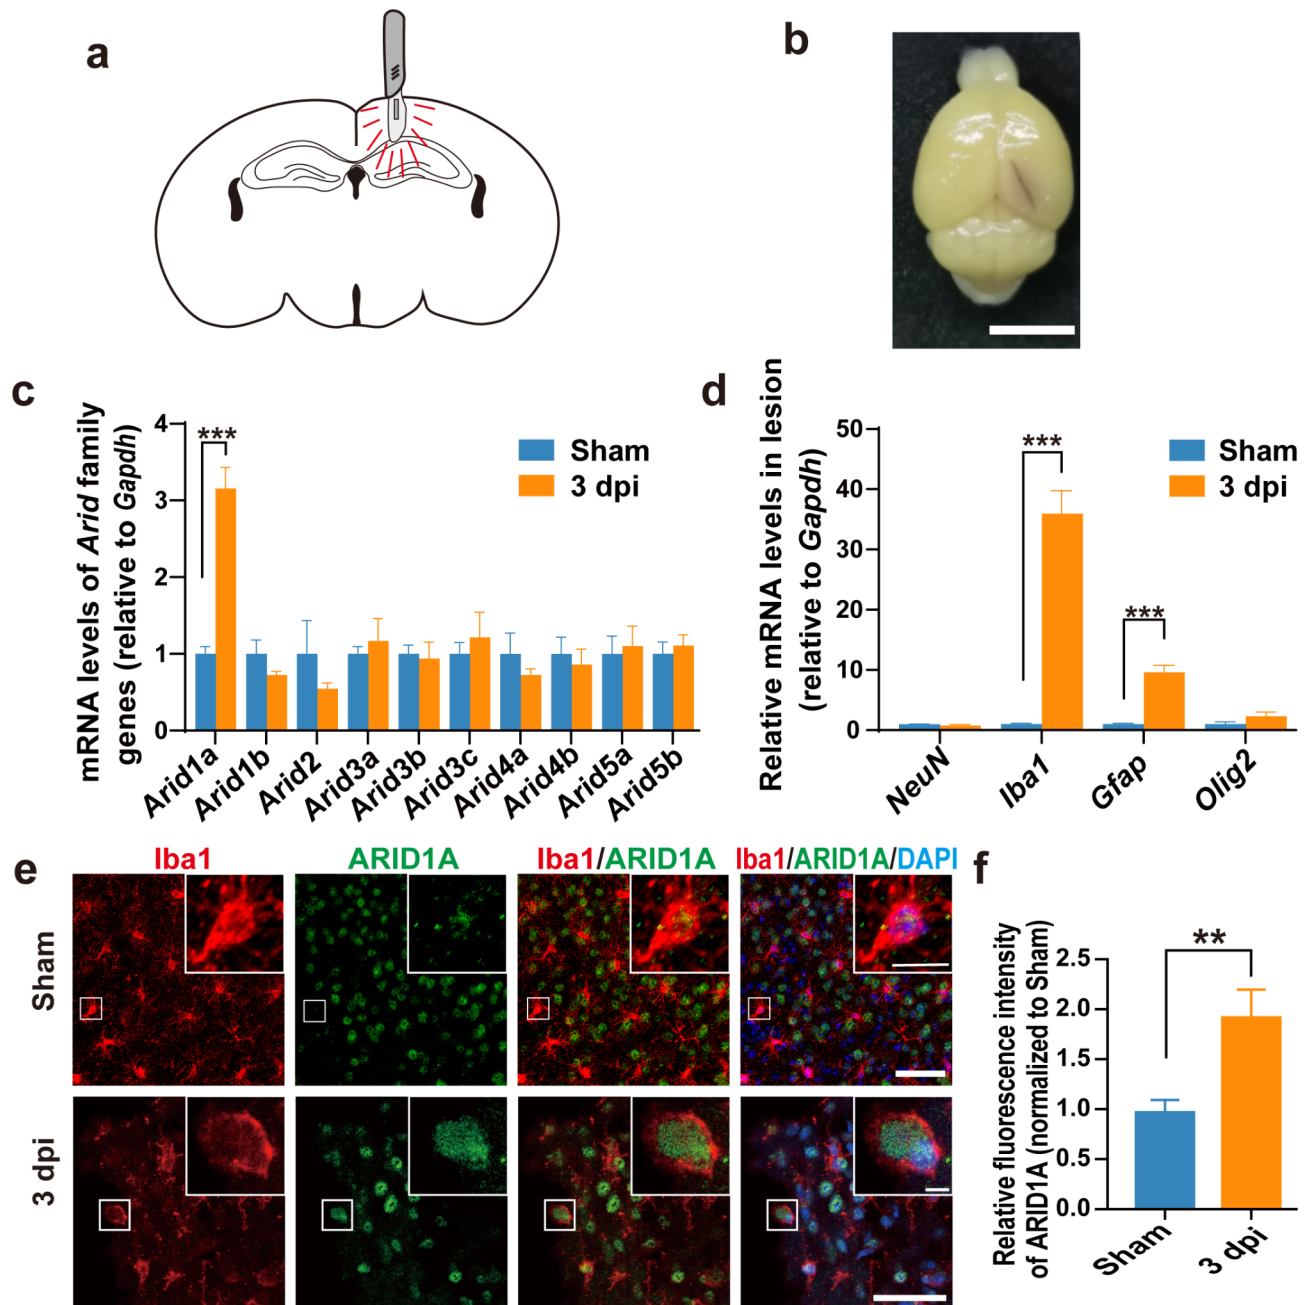 a
b
c
mRNA levels of Arid family
genes (relative to Gapdh)
4
3
2
1
0
***
Sham
3 dpi
Arid1a
Arid1b
Arid2
Arid3a
Arid3b
Arid3c
Arid4a
Arid4b
Arid5a
Arid5b
d
Relative mRNA levels in lesion
(relative to Gapdh)
50
40
30
20
10
0
***
***
Sham
3 dpi
NeuN
Iba1
Gfap
Olig2
e
Iba1
ARID1A
Iba1/ARID1A
Iba1/ARID1A/DAPI
Sham
3 dpi
f
Relative fluorescence intensity
of ARID1A (normalized to Sham)
2.5
2.0
1.5
1.0
0.5
0.0
**
Sham
3 dpi